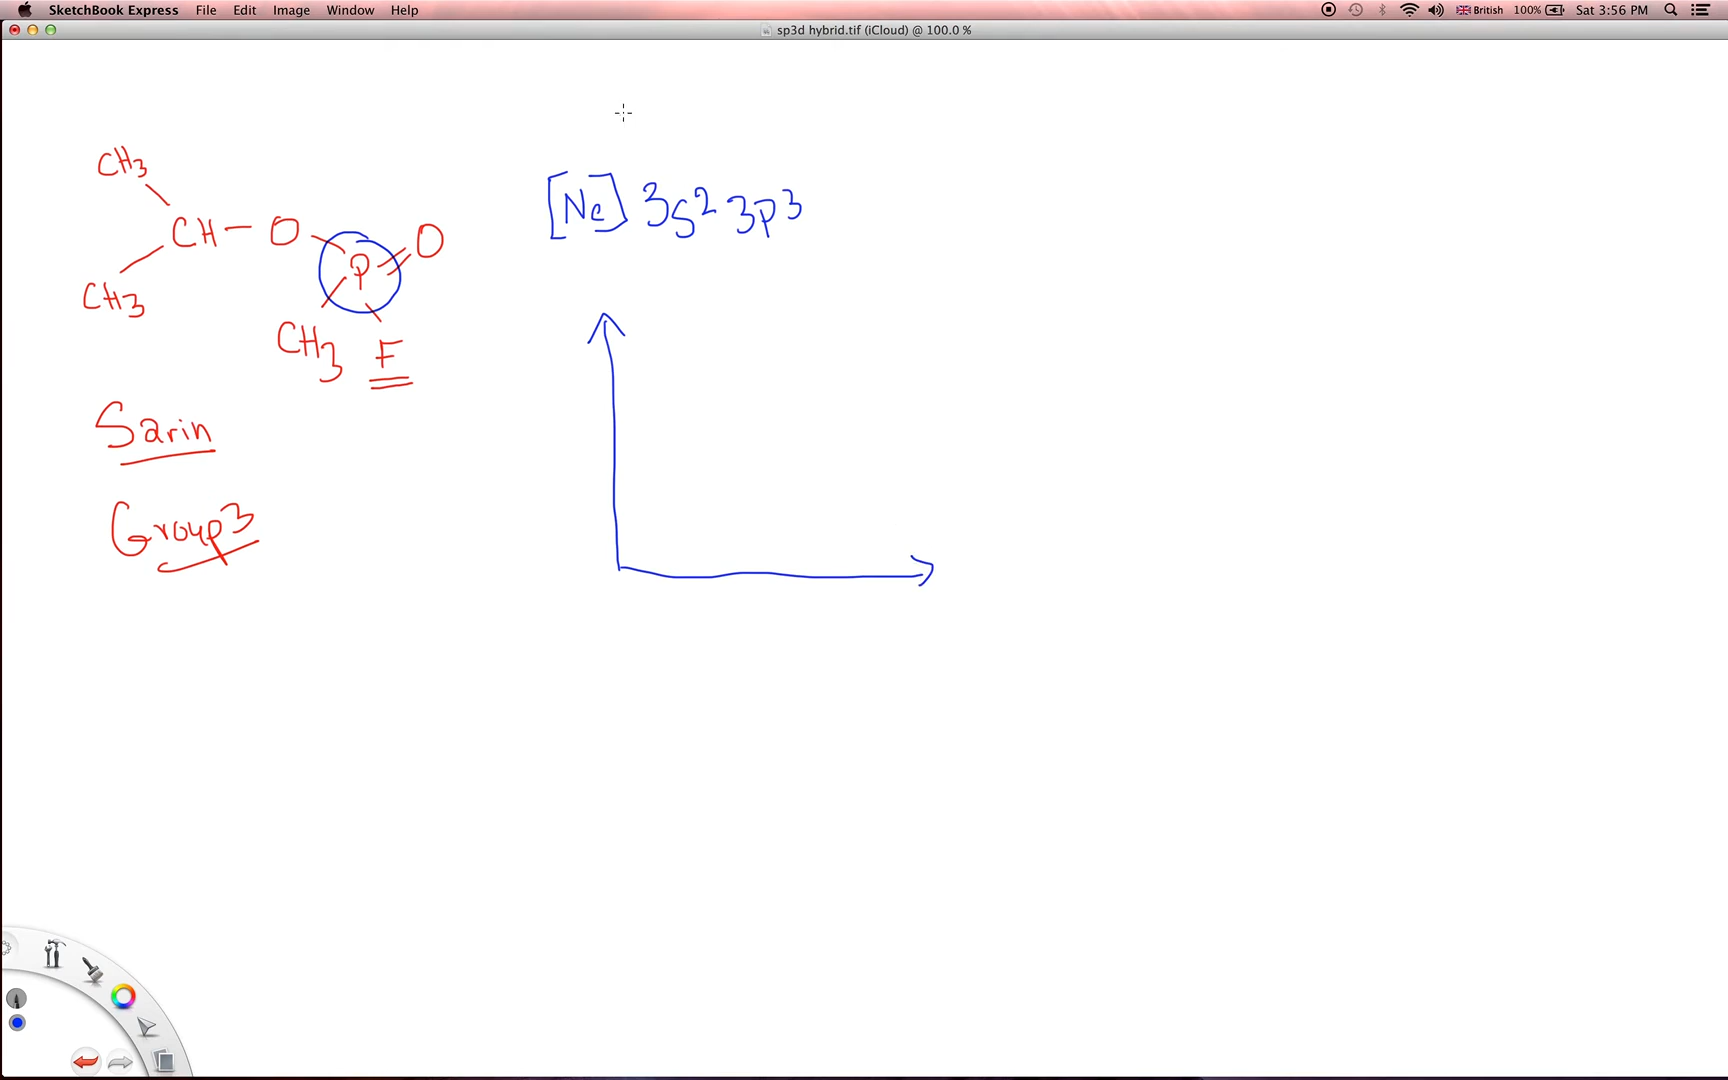 SketchBook Express File Edit Image Window Help British 100% Sat 3:56 PM
sp3d hybrid.tif (iCloud) @ 100.0 %
CH3
[Ne] 3s2 3p3
CH O P O
CH3
CH3 F
Sarin
Group3